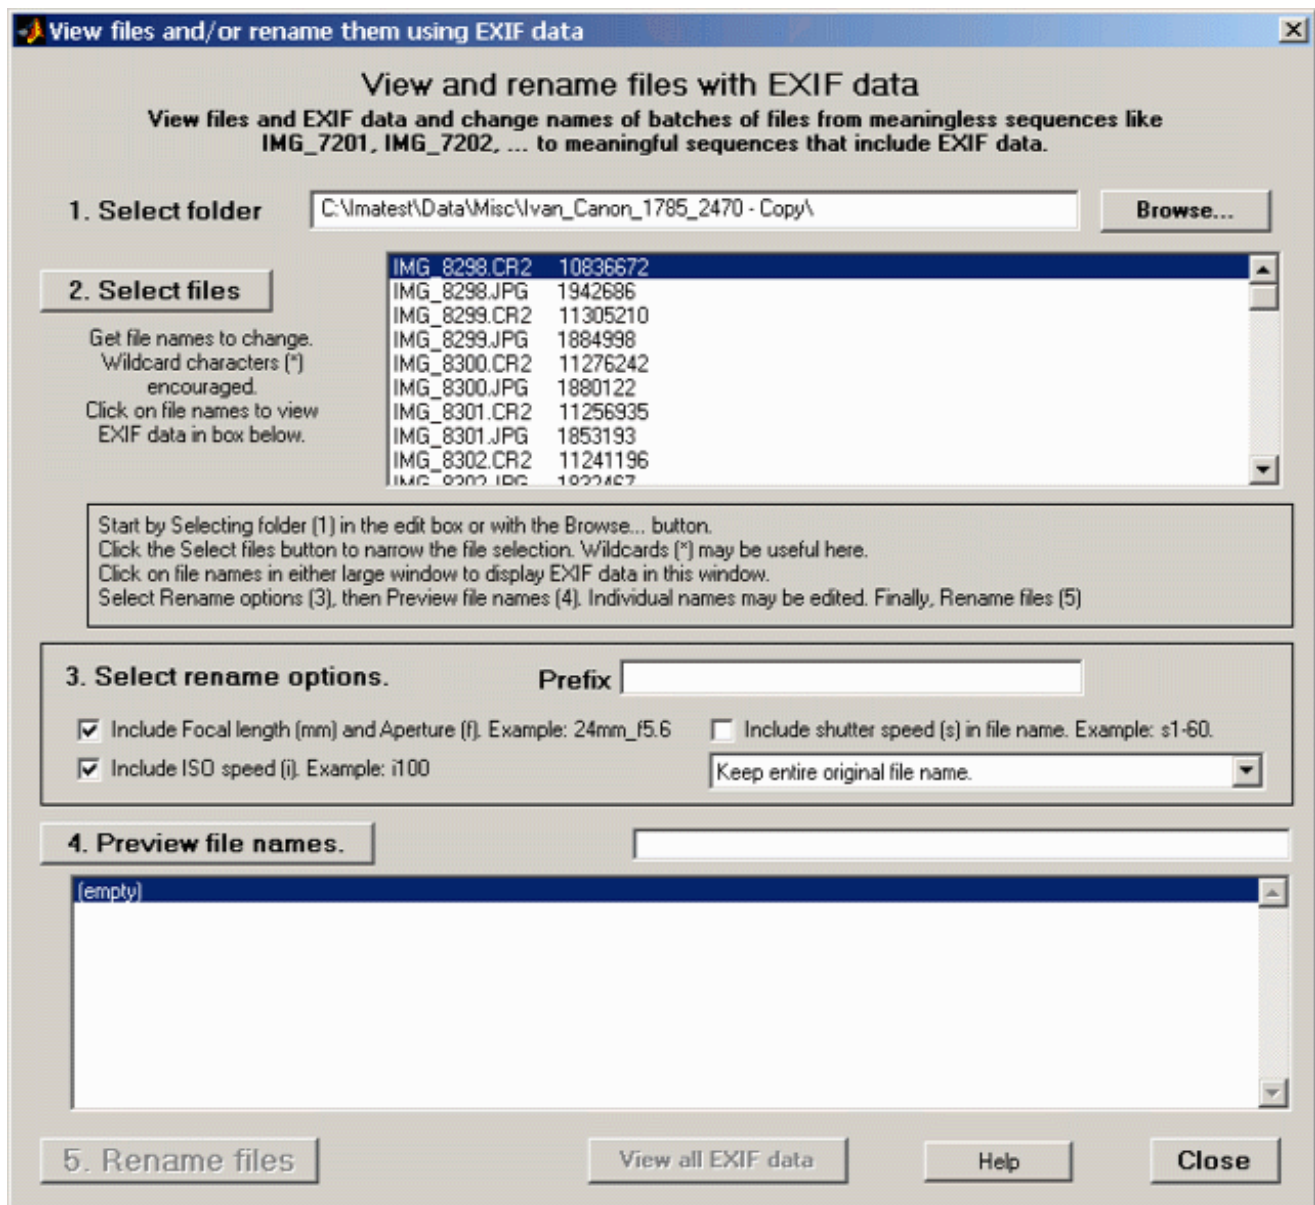 View files and/or rename them using EXIF data
View and rename files with EXIF data
View files and EXIF data and change names of batches of files from meaningless sequences like
IMG_7201, IMG_7202, ... to meaningful sequences that include EXIF data.
1. Select folder
C:\Imatest\Data\Misc\Ivan_Canon_1785_2470 - Copy\
Browse...
2. Select files
Get file names to change.
Wildcard characters (*)
encouraged.
Click on file names to view
EXIF data in box below.
IMG_8298.CR2 10836672
IMG_8298.JPG 1942686
IMG_8299.CR2 11305210
IMG_8299.JPG 1884998
IMG_8300.CR2 11276242
IMG_8300.JPG 1880122
IMG_8301.CR2 11256935
IMG_8301.JPG 1853193
IMG_8302.CR2 11241196
IMG_8302.JPG
Start by Selecting folder (1) in the edit box or with the Browse... button.
Click the Select files button to narrow the file selection. Wildcards (*) may be useful here.
Click on file names in either large window to display EXIF data in this window.
Select Rename options (3), then Preview file names (4). Individual names may be edited. Finally, Rename files (5)
3. Select rename options.
Prefix
Include Focal length (mm) and Aperture (f). Example: 24mm_f5.6
Include shutter speed (s) in file name. Example: s1-60.
Include ISO speed (i). Example: i100
Keep entire original file name.
4. Preview file names.
(empty)
5. Rename files
View all EXIF data
Help
Close